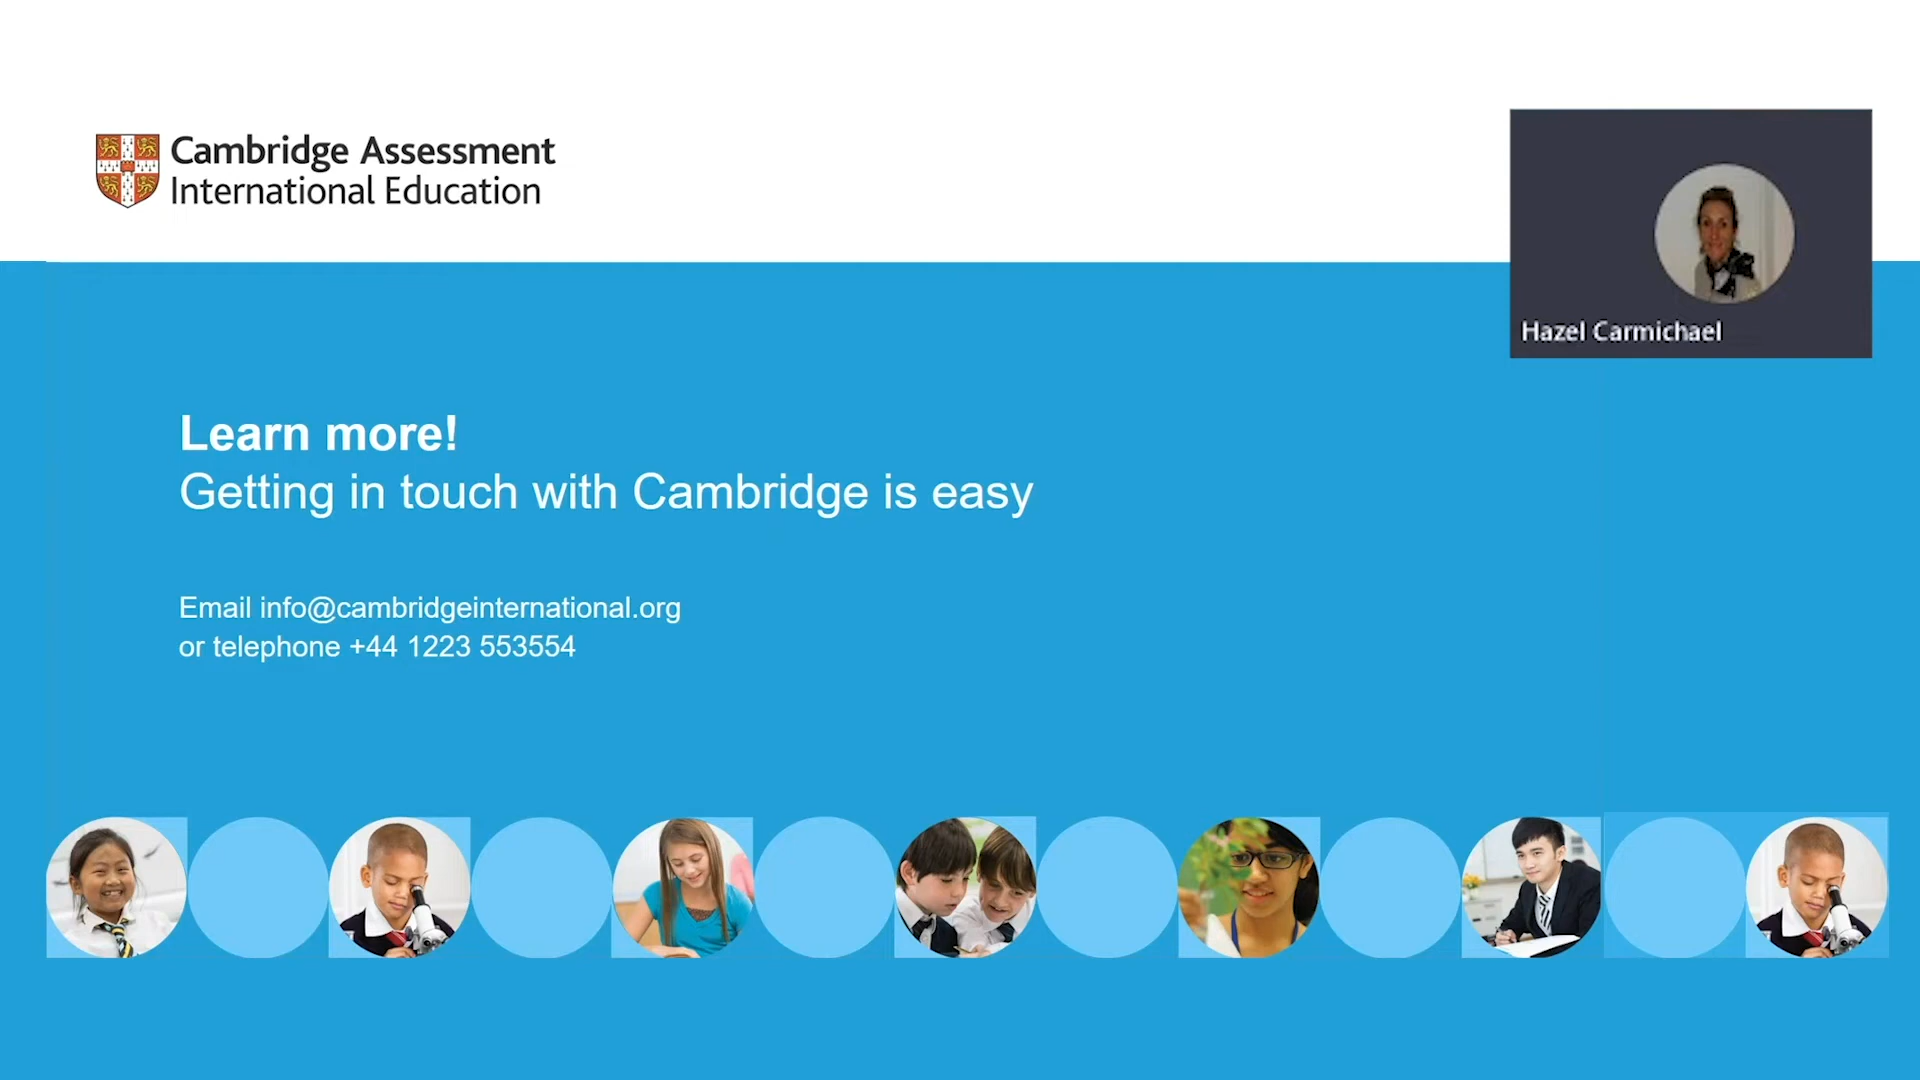 Cambridge Assessment
International Education
Hazel Carmichael
Learn more!
Getting in touch with Cambridge is easy
Email info@cambridgeinternational.org
or telephone +44 1223 553554